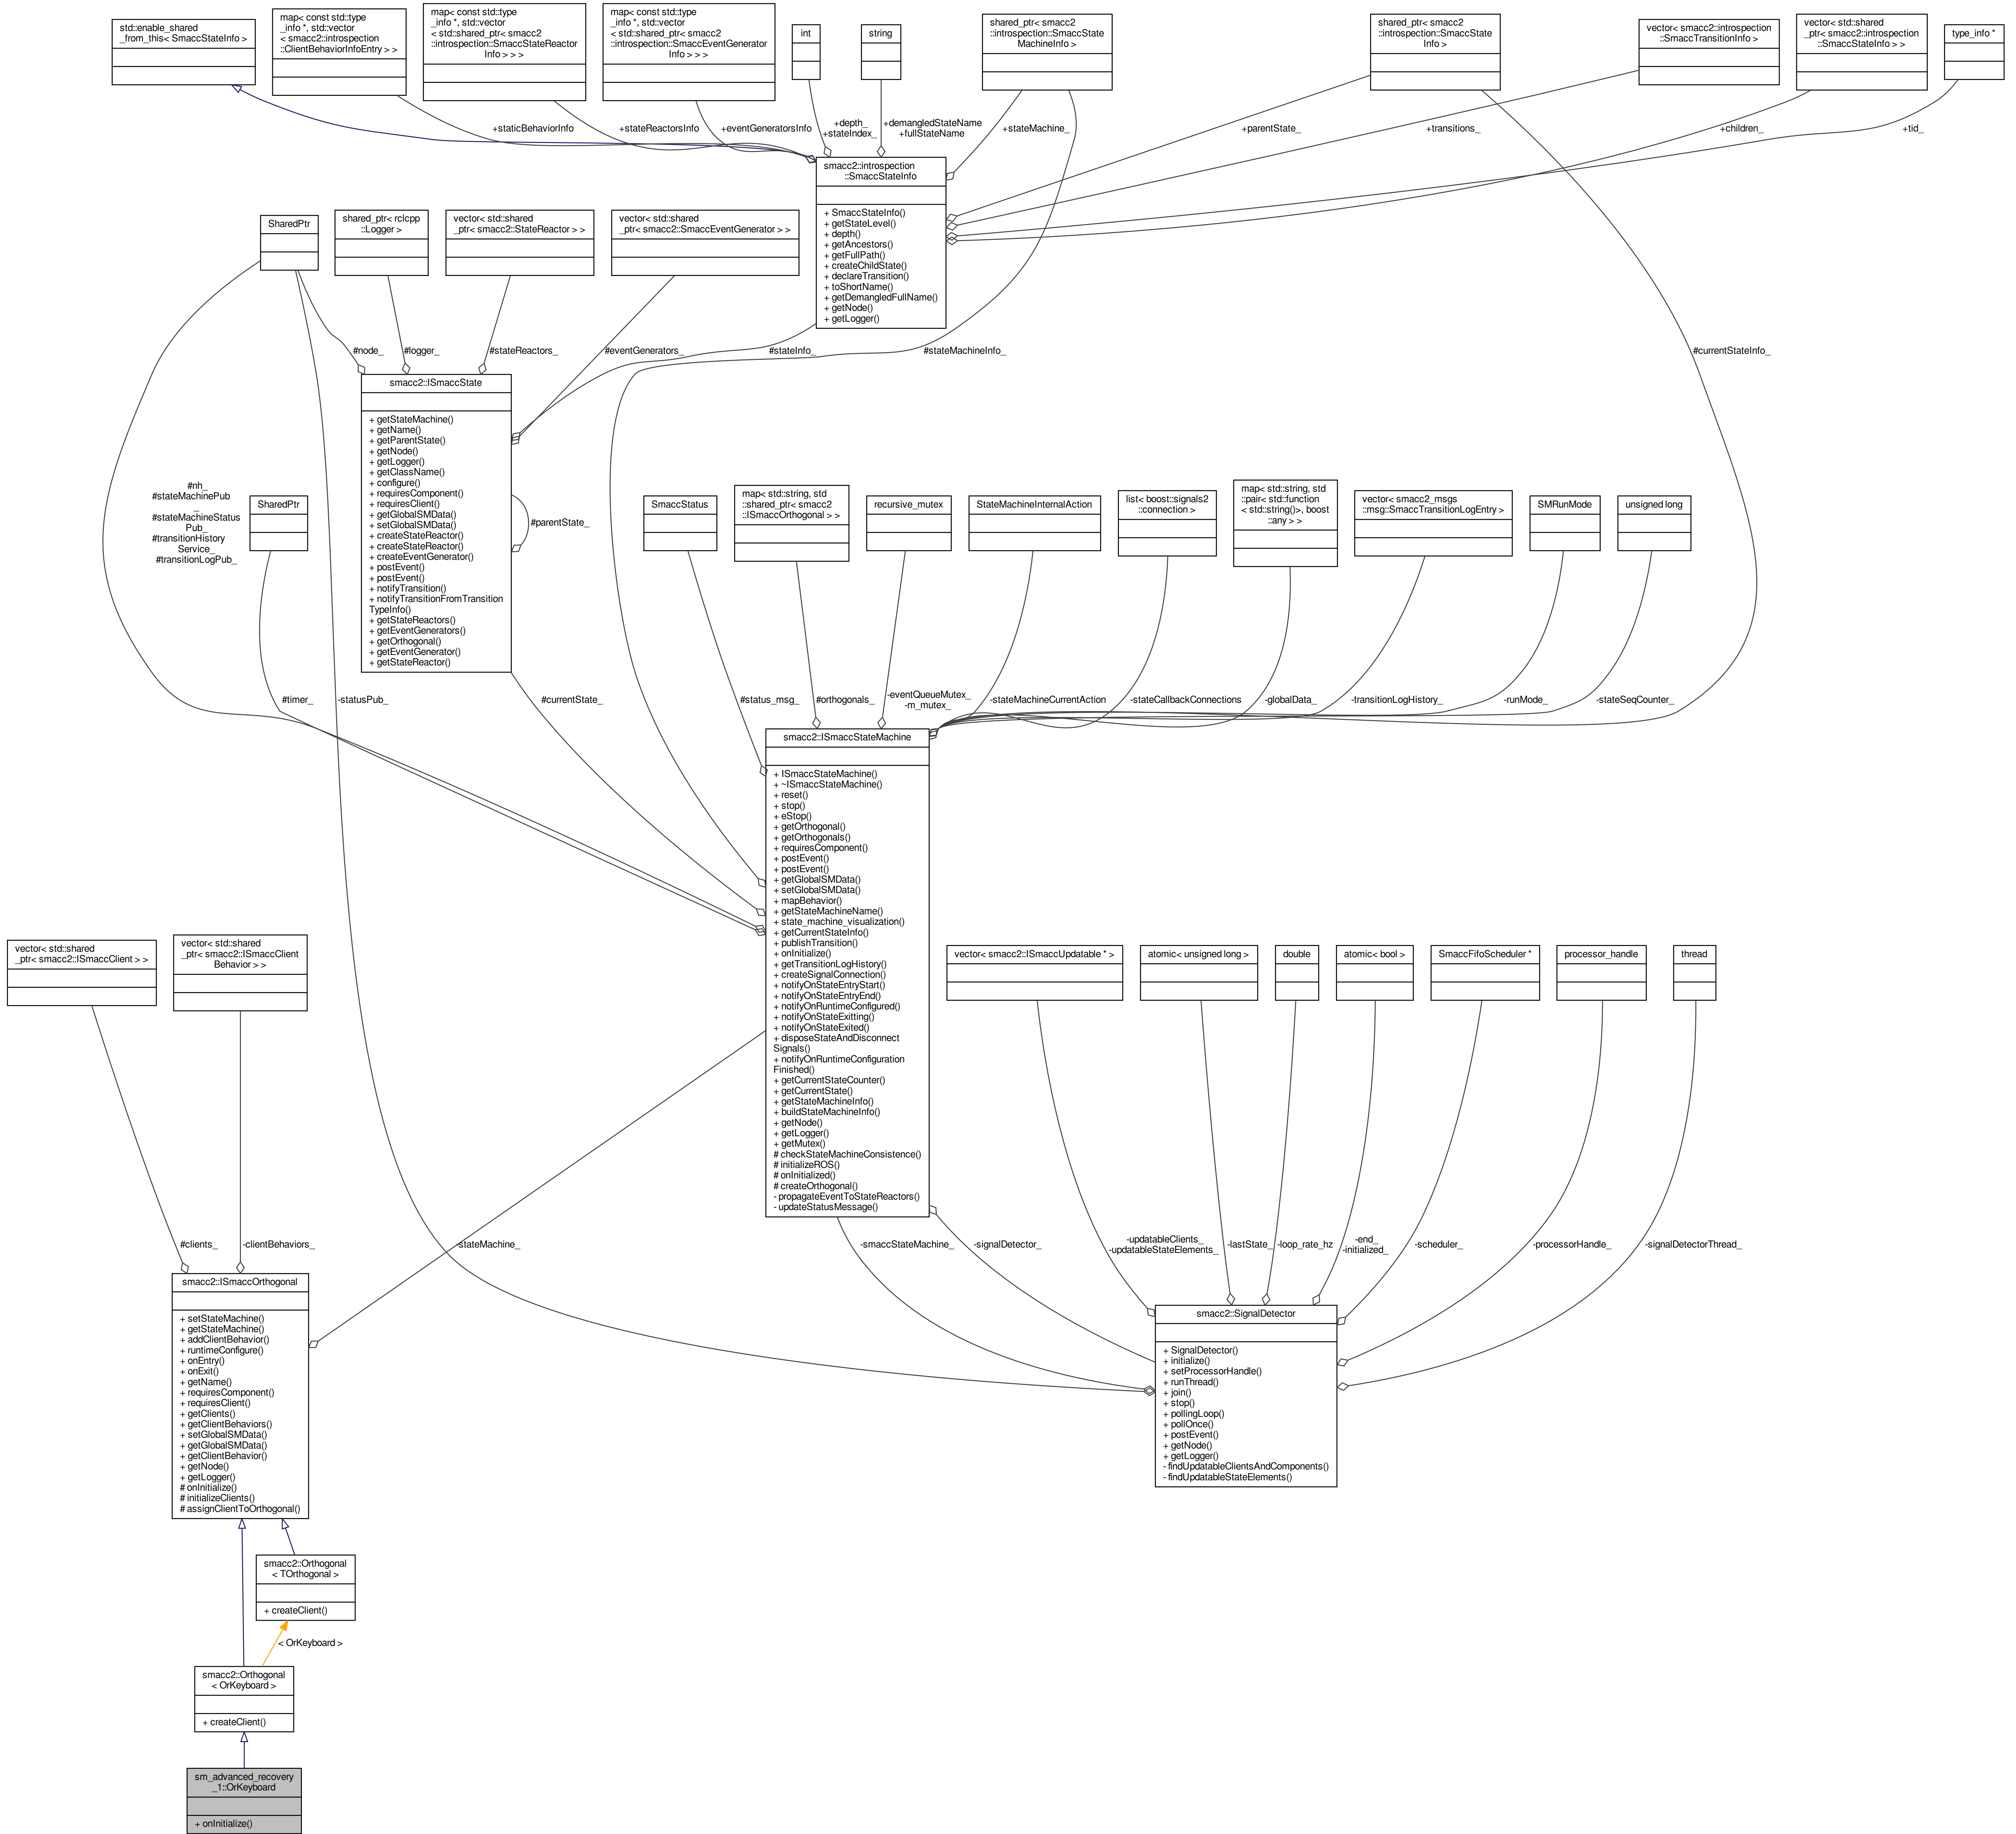 std::enable_shared
_from_this< SmaccStateInfo >
map< const std::type
_info *, std::vector
< smacc2::introspection
::ClientBehaviorInfoEntry > >
map< const std::type
_info *, std::vector
< std::shared_ptr< smacc2
::introspection::SmaccStateReactor
Info > > >
map< const std::type
_info *, std::vector
< std::shared_ptr< smacc2
::introspection::SmaccEventGenerator
Info > > >
int
string
shared_ptr< smacc2
::introspection::SmaccState
MachineInfo >
shared_ptr< smacc2
::introspection::SmaccState
Info >
vector< smacc2::introspection
::SmaccTransitionInfo >
vector< std::shared
_ptr< smacc2::introspection
::SmaccStateInfo > >
type_info *
+staticBehaviorInfo
+stateReactorsInfo
+eventGeneratorsInfo
+depth_
+stateIndex_
+demangledStateName
+fullStateName
+stateMachine_
+parentState_
+transitions_
+children_
+tid_
smacc2::introspection
::SmaccStateInfo
+ SmaccStateInfo()
+ getStateLevel()
+ depth()
+ getAncestors()
+ getFullPath()
+ createChildState()
+ declareTransition()
+ toShortName()
+ getDemangledFullName()
+ getNode()
+ getLogger()
SharedPtr
shared_ptr< rclcpp
::Logger >
vector< std::shared
_ptr< smacc2::StateReactor > >
vector< std::shared
_ptr< smacc2::SmaccEventGenerator > >
#node_
#logger_
#stateReactors_
#eventGenerators_
#stateInfo_
#stateMachineInfo_
#currentStateInfo_
smacc2::ISmaccState
+ getStateMachine()
+ getName()
+ getParentState()
+ getNode()
+ getLogger()
+ getClassName()
+ configure()
+ requiresComponent()
+ requiresClient()
+ getGlobalSMData()
+ setGlobalSMData()
+ createStateReactor()
+ createStateReactor()
+ createEventGenerator()
+ postEvent()
+ postEvent()
+ notifyTransition()
+ notifyTransitionFromTransition
TypeInfo()
+ getStateReactors()
+ getEventGenerators()
+ getOrthogonal()
+ getEventGenerator()
+ getStateReactor()
#parentState_
#nh_
#stateMachinePub
_
#stateMachineStatus
Pub_
#transitionHistory
Service_
#transitionLogPub_
SharedPtr
SmaccStatus
map< std::string, std
::shared_ptr< smacc2
::ISmaccOrthogonal > >
recursive_mutex
StateMachineInternalAction
list< boost::signals2
::connection >
map< std::string, std
::pair< std::function
< std::string()>, boost
::any > >
vector< smacc2_msgs
::msg::SmaccTransitionLogEntry >
SMRunMode
unsigned long
#timer_
-statusPub_
#currentState_
#status_msg_
#orthogonals_
-eventQueueMutex_
-m_mutex_
-stateMachineCurrentAction
-stateCallbackConnections
-globalData_
-transitionLogHistory_
-runMode_
-stateSeqCounter_
smacc2::ISmaccStateMachine
+ ISmaccStateMachine()
+ ~ISmaccStateMachine()
+ reset()
+ stop()
+ eStop()
+ getOrthogonal()
+ getOrthogonals()
+ requiresComponent()
+ postEvent()
+ postEvent()
+ getGlobalSMData()
+ setGlobalSMData()
+ mapBehavior()
+ getStateMachineName()
+ state_machine_visualization()
+ getCurrentStateInfo()
+ publishTransition()
+ onInitialize()
+ getTransitionLogHistory()
+ createSignalConnection()
+ notifyOnStateEntryStart()
+ notifyOnStateEntryEnd()
+ notifyOnRuntimeConfigured()
+ notifyOnStateExitting()
+ notifyOnStateExited()
+ disposeStateAndDisconnect
Signals()
+ notifyOnRuntimeConfiguration
Finished()
+ getCurrentStateCounter()
+ getCurrentState()
+ getStateMachineInfo()
+ buildStateMachineInfo()
+ getNode()
+ getLogger()
+ getMutex()
# checkStateMachineConsistence()
# initializeROS()
# onInitialized()
# createOrthogonal()
- propagateEventToStateReactors()
- updateStatusMessage()
vector< std::shared
_ptr< smacc2::ISmaccClient > >
vector< std::shared
_ptr< smacc2::ISmaccClient
Behavior > >
vector< smacc2::ISmaccUpdatable * >
atomic< unsigned long >
double
atomic< bool >
SmaccFifoScheduler *
processor_handle
thread
#clients_
-clientBehaviors_
-stateMachine_
-smaccStateMachine_
-signalDetector_
-updatableClients_
-updatableStateElements_
-lastState_
-loop_rate_hz
-end_
-initialized_
-scheduler_
-processorHandle_
-signalDetectorThread_
smacc2::ISmaccOrthogonal
+ setStateMachine()
+ getStateMachine()
+ addClientBehavior()
+ runtimeConfigure()
+ onEntry()
+ onExit()
+ getName()
+ requiresComponent()
+ requiresClient()
+ getClients()
+ getClientBehaviors()
+ setGlobalSMData()
+ getGlobalSMData()
+ getClientBehavior()
+ getNode()
+ getLogger()
# onInitialize()
# initializeClients()
# assignClientToOrthogonal()
smacc2::SignalDetector
+ SignalDetector()
+ initialize()
+ setProcessorHandle()
+ runThread()
+ join()
+ stop()
+ pollingLoop()
+ pollOnce()
+ postEvent()
+ getNode()
+ getLogger()
- findUpdatableClientsAndComponents()
- findUpdatableStateElements()
smacc2::Orthogonal
< TOrthogonal >
+ createClient()
< OrKeyboard >
smacc2::Orthogonal
< OrKeyboard >
+ createClient()
sm_advanced_recovery
_1::OrKeyboard
+ onInitialize()